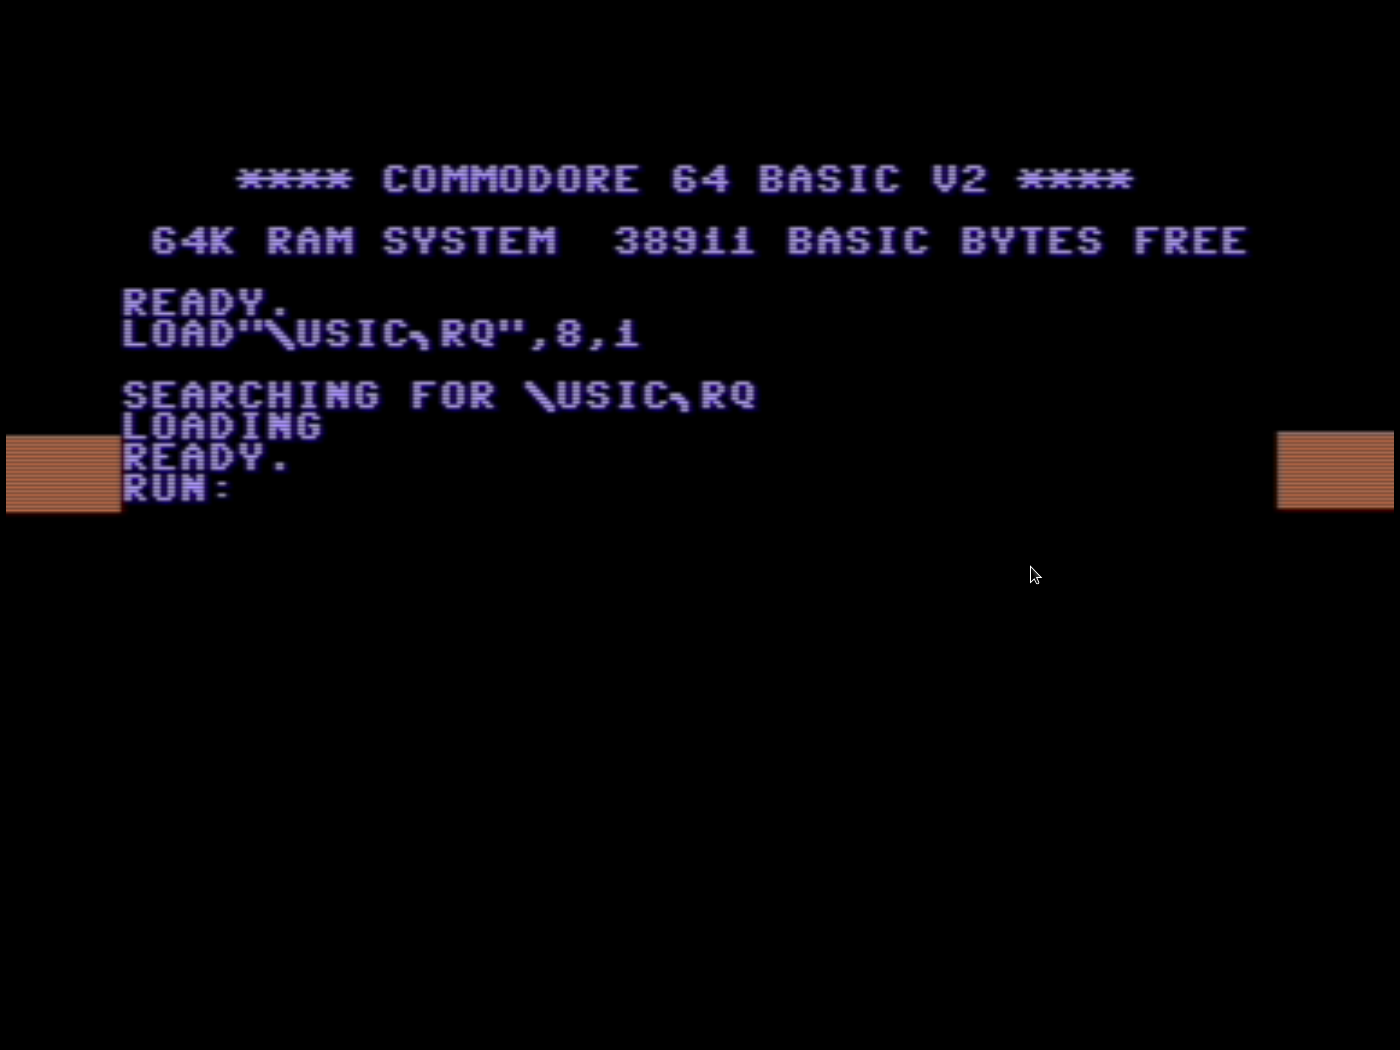 **** COMMODORE 64 BASIC V2 ****
64K RAM SYSTEM  38911 BASIC BYTES FREE
READY.
LOAD"╲USIC╮RQ",8,1
SEARCHING FOR ╲USIC╮RQ
LOADING
READY.
RUN: